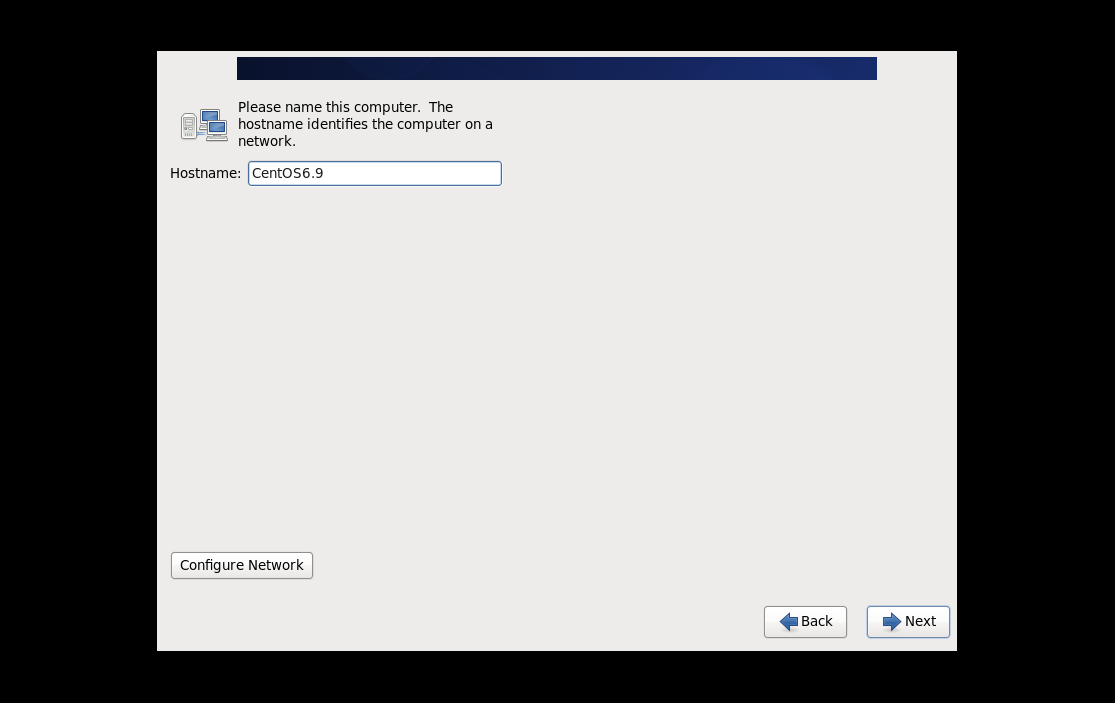 Please name this computer.  The
hostname identifies the computer on a
network.
Hostname: CentOS6.9
Configure Network
Back Next